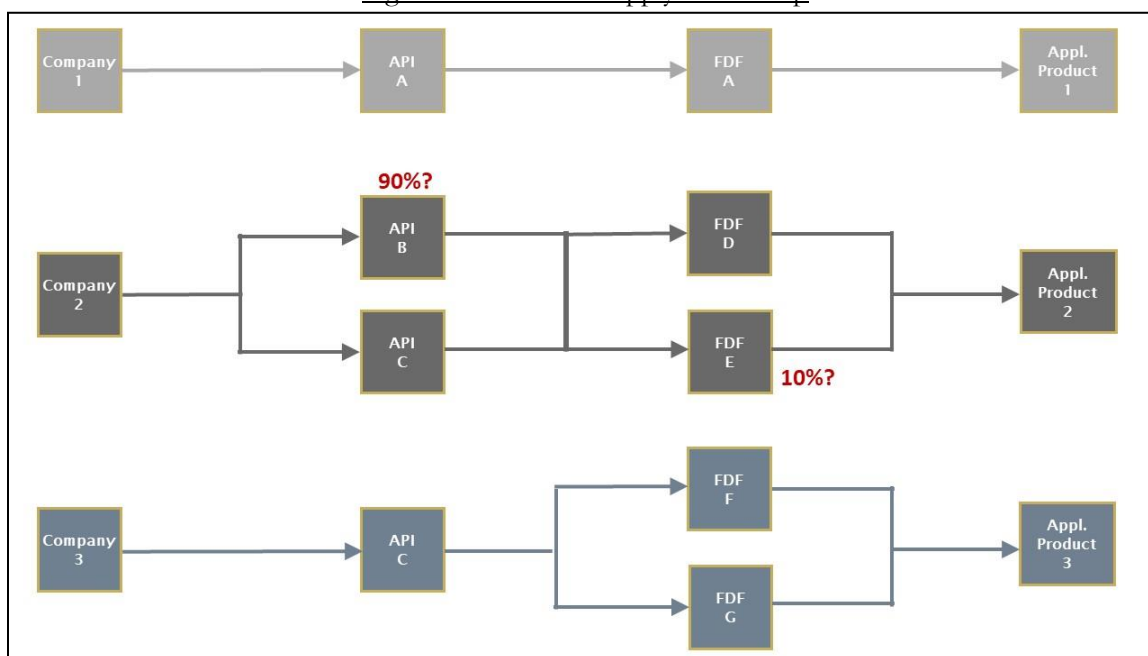 Company
1
API
A
FDF
A
Appl.
Product
1
90%?
API
B
FDF
D
Company
2
Appl.
Product
2
API
C
FDF
E
10%?
FDF
F
Company
3
API
C
Appl.
Product
3
FDF
G